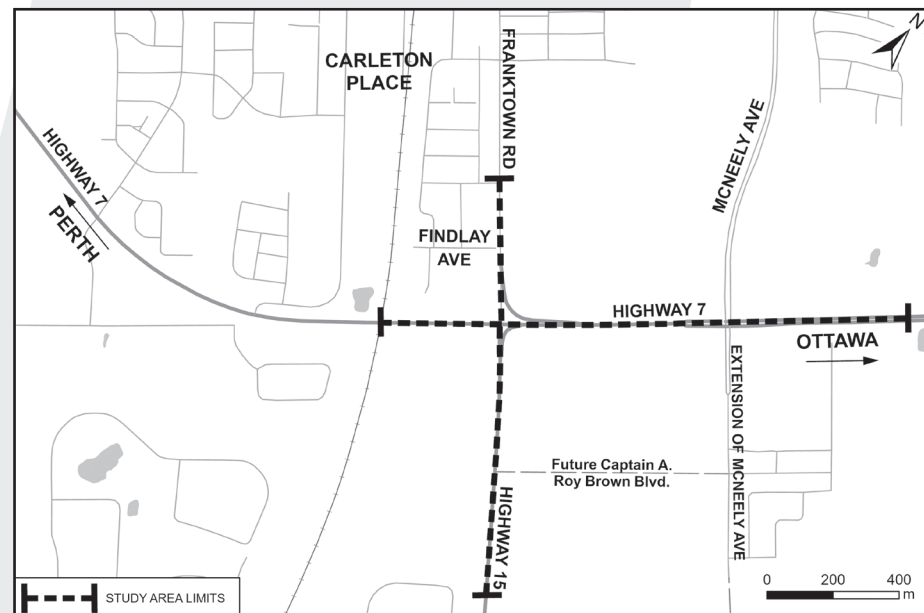 N
CARLETON
PLACE
FRANKTOWN RD
MCNEELY AVE
HIGHWAY 7
PERTH
FINDLAY
AVE
HIGHWAY 7
OTTAWA
EXTENSION OF MCNEELY AVE
Future Captain A.
Roy Brown Blvd.
HIGHWAY 15
STUDY AREA LIMITS
0 200 400
m